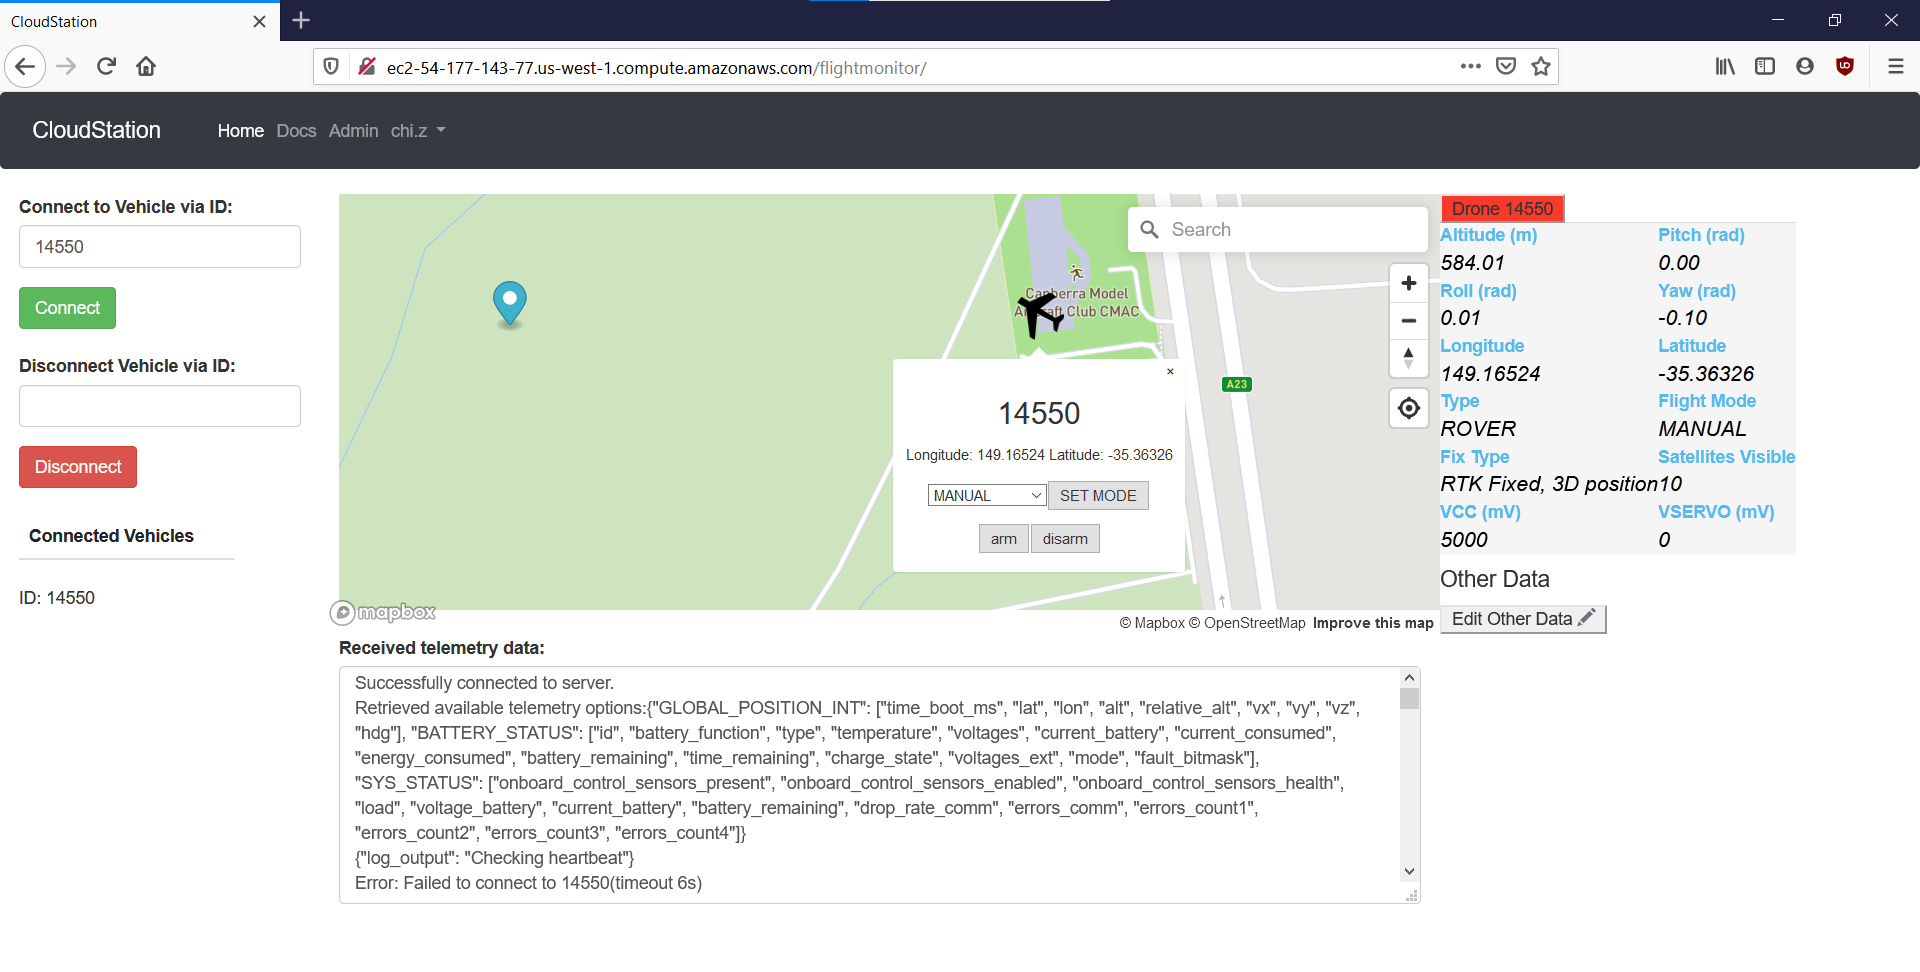 CloudStation
ec2-54-177-143-77.us-west-1.compute.amazonaws.com/flightmonitor/
CloudStation Home Docs Admin chi.z
Connect to Vehicle via ID:
14550
Connect
Disconnect Vehicle via ID:
Disconnect
Connected Vehicles
ID: 14550
Search
Canberra Model
Aircraft Club CMAC
A23
14550
Longitude: 149.16524 Latitude: -35.36326
MANUAL SET MODE
arm disarm
mapbox
© Mapbox © OpenStreetMap Improve this map
Received telemetry data:
Successfully connected to server.
Retrieved available telemetry options:{"GLOBAL_POSITION_INT": ["time_boot_ms", "lat", "lon", "alt", "relative_alt", "vx", "vy", "vz",
"hdg"], "BATTERY_STATUS": ["id", "battery_function", "type", "temperature", "voltages", "current_battery", "current_consumed",
"energy_consumed", "battery_remaining", "time_remaining", "charge_state", "voltages_ext", "mode", "fault_bitmask"],
"SYS_STATUS": ["onboard_control_sensors_present", "onboard_control_sensors_enabled", "onboard_control_sensors_health",
"load", "voltage_battery", "current_battery", "battery_remaining", "drop_rate_comm", "errors_comm", "errors_count1",
"errors_count2", "errors_count3", "errors_count4"]}
{"log_output": "Checking heartbeat"}
Error: Failed to connect to 14550(timeout 6s)
Drone 14550
Altitude (m) Pitch (rad)
584.01 0.00
Roll (rad) Yaw (rad)
0.01 -0.10
Longitude Latitude
149.16524 -35.36326
Type Flight Mode
ROVER MANUAL
Fix Type Satellites Visible
RTK Fixed, 3D position 10
VCC (mV) VSERVO (mV)
5000 0
Other Data
Edit Other Data